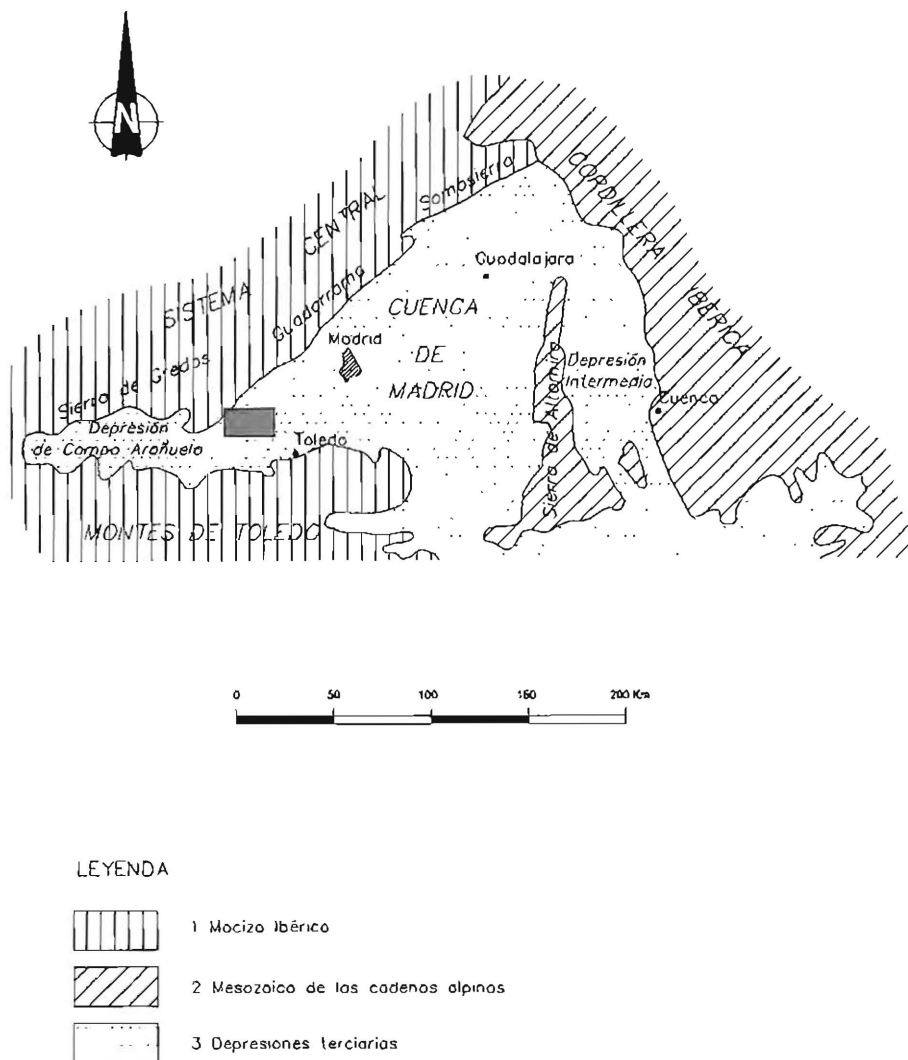 N
CORDILLERA
IBERICA
SISTEMA
CENTRAL
Somosierra
Guadarrama
Sierra de Gredos
Guadalajara
CUENCA
DE
MADRID
Madrid
Depresión
Intermedia
Sierra de Altamira
Cuenca
Depresión
de Campo Arañuelo
Toledo
MONTES DE TOLEDO
0 50 100 150 200 Km
LEYENDA
1 Macizo Ibérico
2 Mesozoico de las cadenas alpinas
3 Depresiones terciarias